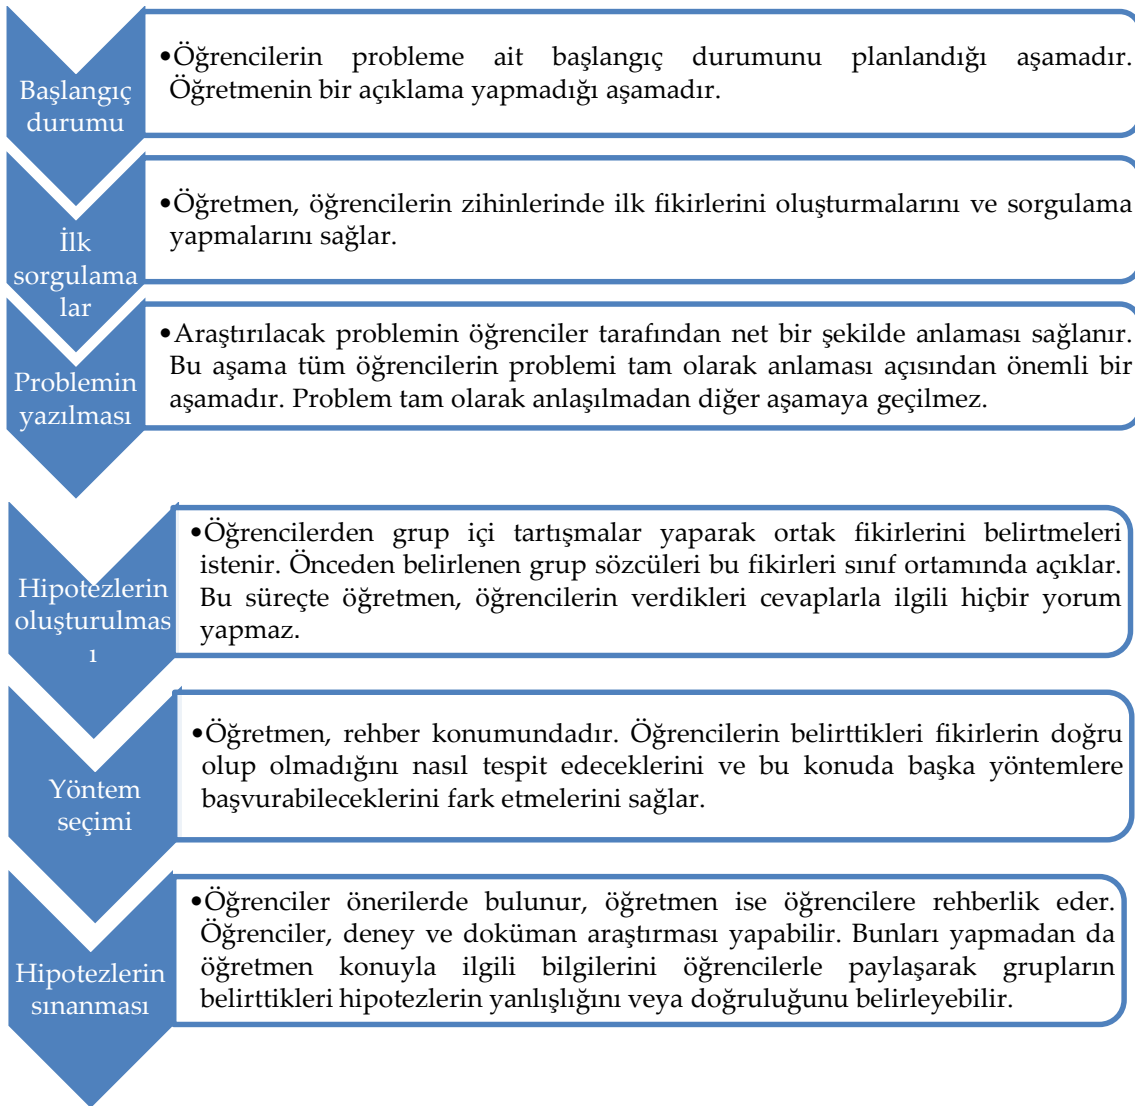 Başlangıç
durumu
•Öğrencilerin probleme ait başlangıç durumunu planlandığı aşamadır.
Öğretmenin bir açıklama yapmadığı aşamadır.
İlk
sorgulama
lar
•Öğretmen, öğrencilerin zihinlerinde ilk fikirlerini oluşturmalarını ve sorgulama
yapmalarını sağlar.
Problemin
yazılması
•Araştırılacak problemin öğrenciler tarafından net bir şekilde anlaması sağlanır.
Bu aşama tüm öğrencilerin problemi tam olarak anlaması açısından önemli bir
aşamadır. Problem tam olarak anlaşılmadan diğer aşamaya geçilmez.
Hipotezlerin
oluşturulmas
ı
•Öğrencilerden grup içi tartışmalar yaparak ortak fikirlerini belirtmeleri
istenir. Önceden belirlenen grup sözcüleri bu fikirleri sınıf ortamında açıklar.
Bu süreçte öğretmen, öğrencilerin verdikleri cevaplarla ilgili hiçbir yorum
yapmaz.
Yöntem
seçimi
•Öğretmen, rehber konumundadır. Öğrencilerin belirttikleri fikirlerin doğru
olup olmadığını nasıl tespit edeceklerini ve bu konuda başka yöntemlere
başvurabileceklerini fark etmelerini sağlar.
Hipotezlerin
sınanması
•Öğrenciler önerilerde bulunur, öğretmen ise öğrencilere rehberlik eder.
Öğrenciler, deney ve doküman araştırması yapabilir. Bunları yapmadan da
öğretmen konuyla ilgili bilgilerini öğrencilerle paylaşarak grupların
belirttikleri hipotezlerin yanlışlığını veya doğruluğunu belirleyebilir.